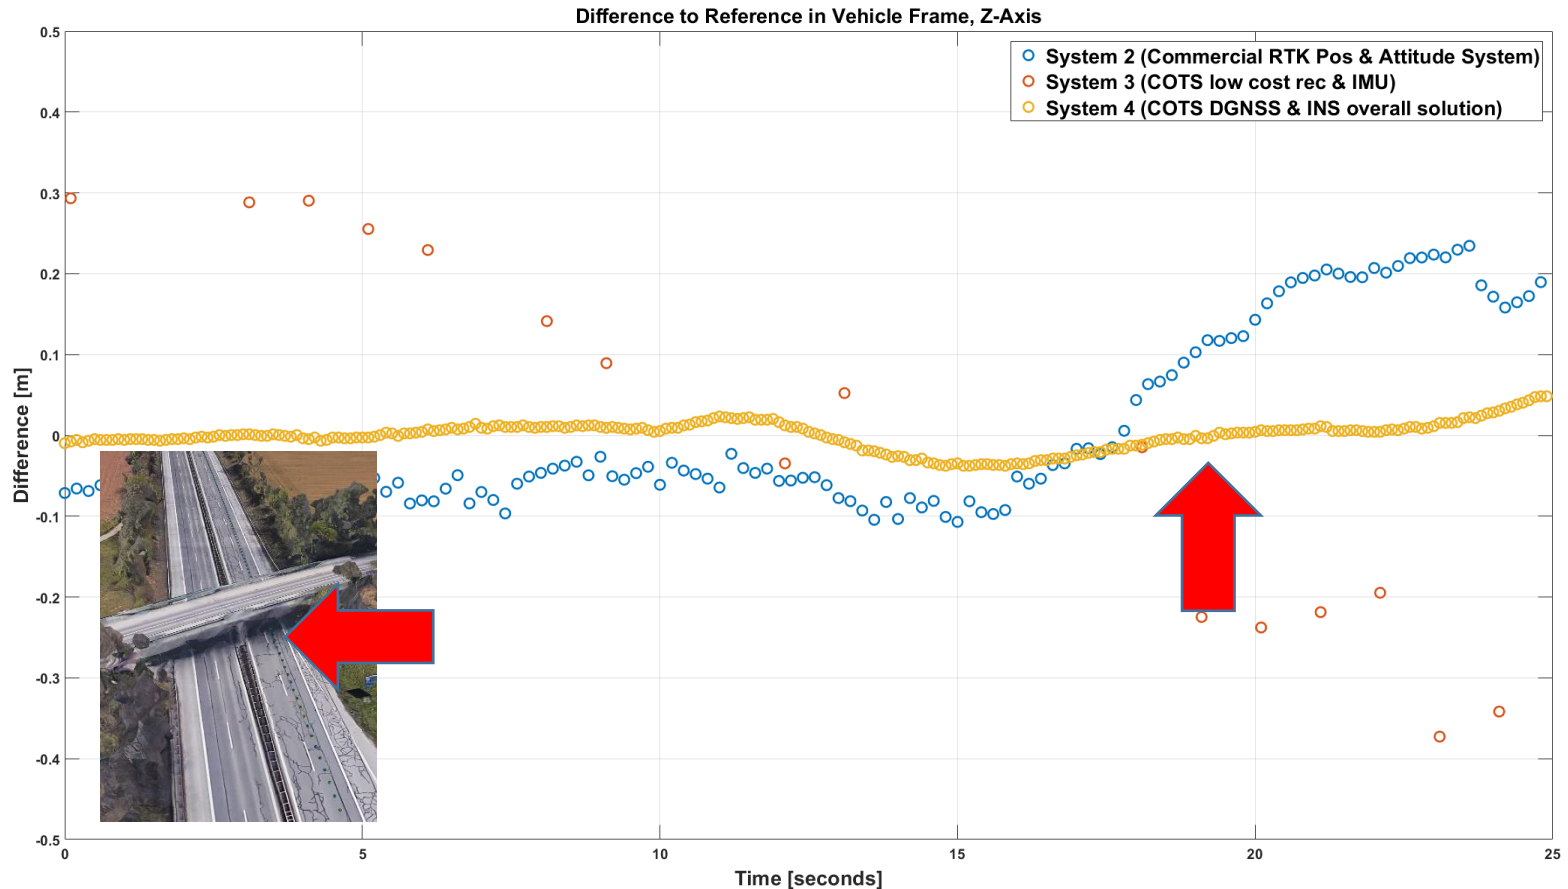 Difference to Reference in Vehicle Frame, Z-Axis
System 2 (Commercial RTK Pos & Attitude System)
System 3 (COTS low cost rec & IMU)
System 4 (COTS DGNSS & INS overall solution)
Difference [m]
0.5
0.4
0.3
0.2
0.1
0
-0.1
-0.2
-0.3
-0.4
-0.5
0
5
10
15
20
25
Time [seconds]